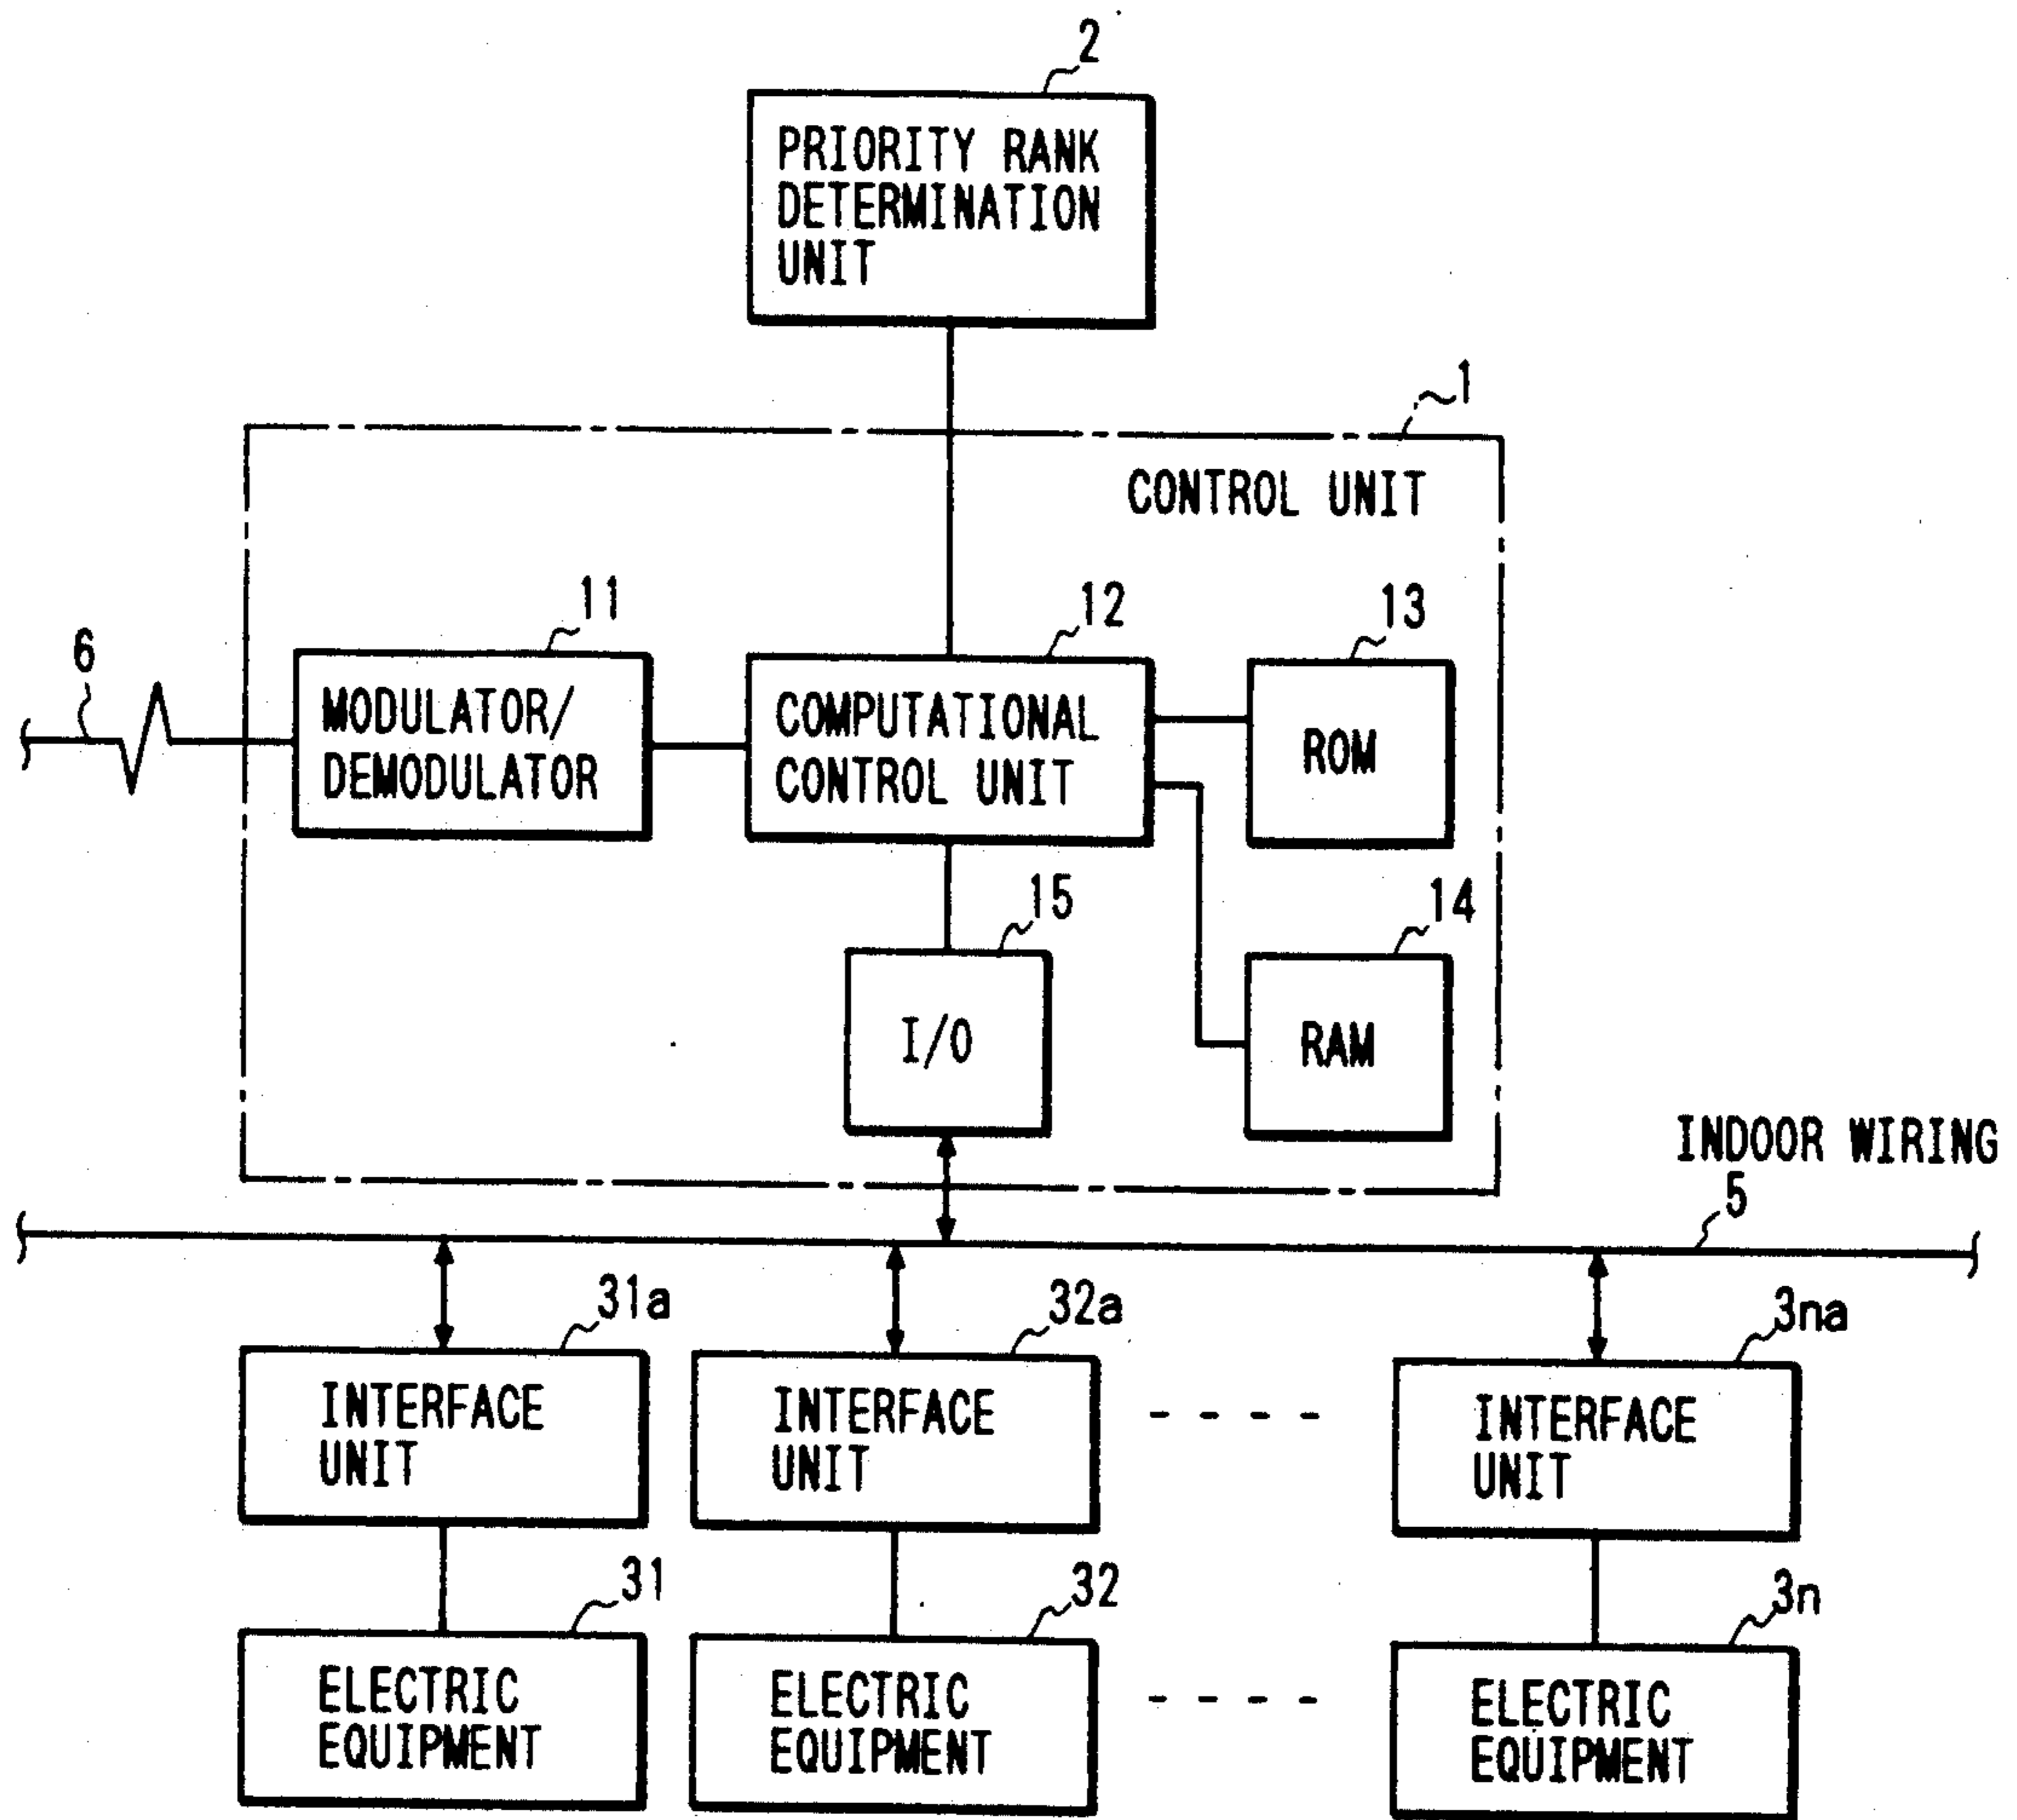 2
PRIORITY RANK
DETERMINATION
UNIT
1
CONTROL UNIT
6
11
12
13
MODULATOR/
DEMODULATOR
COMPUTATIONAL
CONTROL UNIT
ROM
15
14
I/O
RAM
INDOOR WIRING
5
31a
32a
3na
INTERFACE
UNIT
INTERFACE
UNIT
INTERFACE
UNIT
31
32
3n
ELECTRIC
EQUIPMENT
ELECTRIC
EQUIPMENT
ELECTRIC
EQUIPMENT